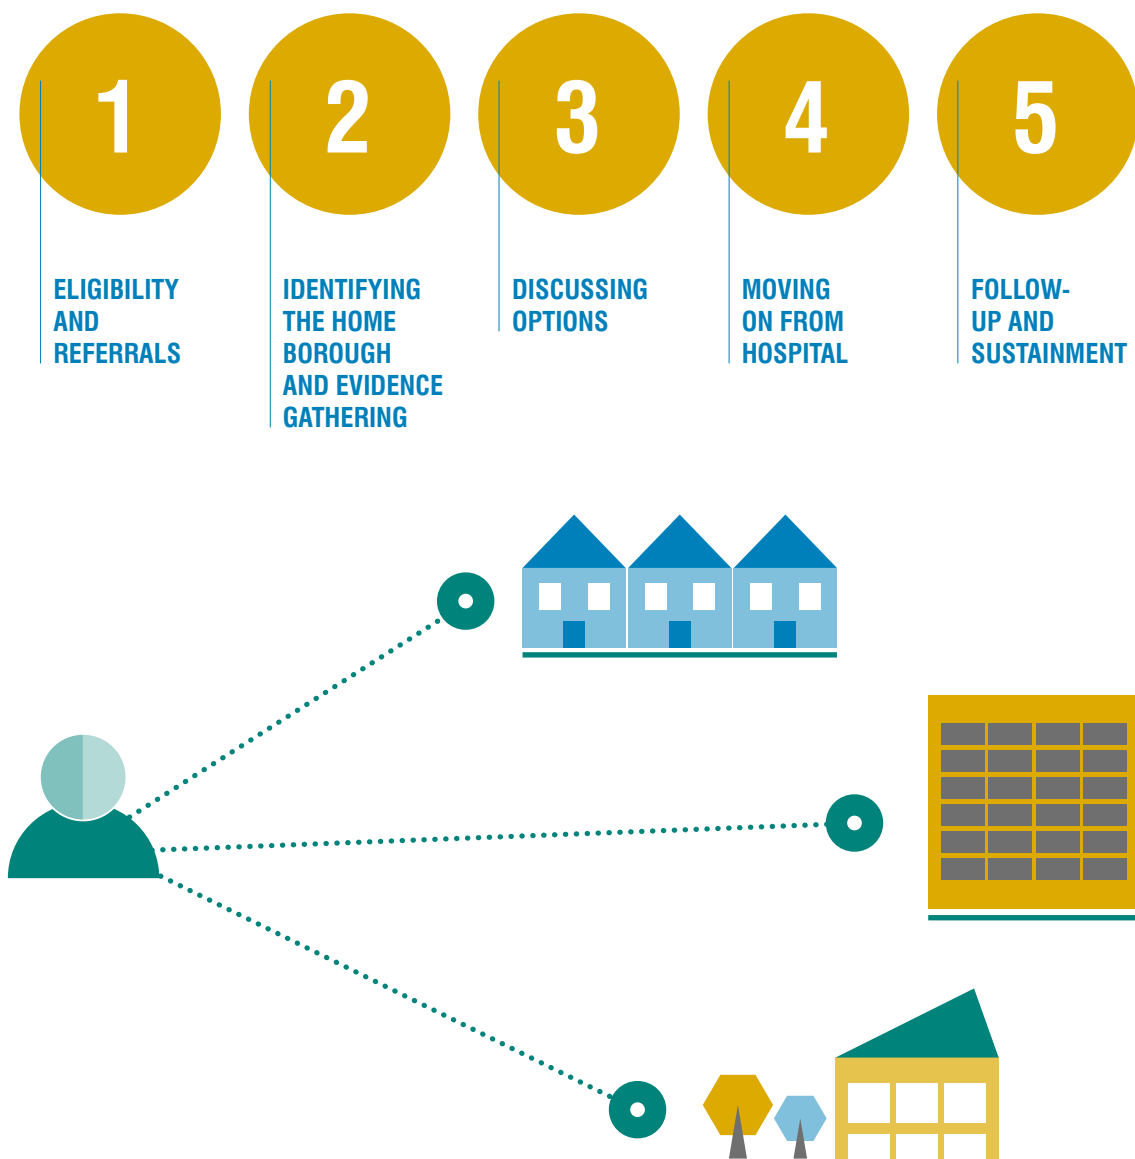 1
ELIGIBILITY
AND
REFERRALS
2
IDENTIFYING
THE HOME
BOROUGH
AND EVIDENCE
GATHERING
3
DISCUSSING
OPTIONS
4
MOVING
ON FROM
HOSPITAL
5
FOLLOW-
UP AND
SUSTAINMENT